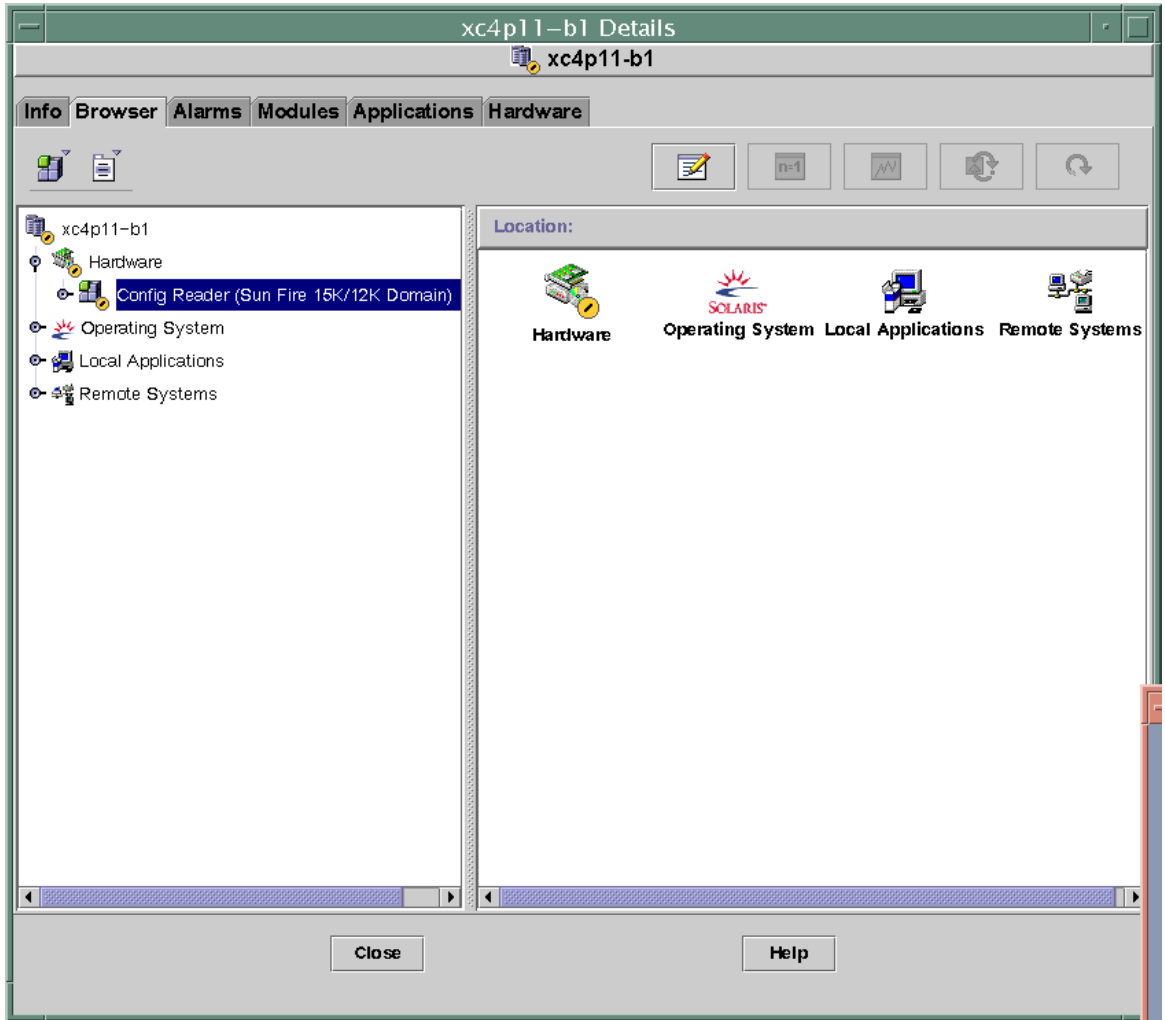 xc4p11-b1 Details
xc4p11-b1
Info Browser Alarms Modules Applications Hardware
n=1
xc4p11-b1
Hardware
Config Reader (Sun Fire 15K/12K Domain)
Operating System
Local Applications
Remote Systems
Location:
SOLARIS
Hardware Operating System Local Applications Remote Systems
Close Help